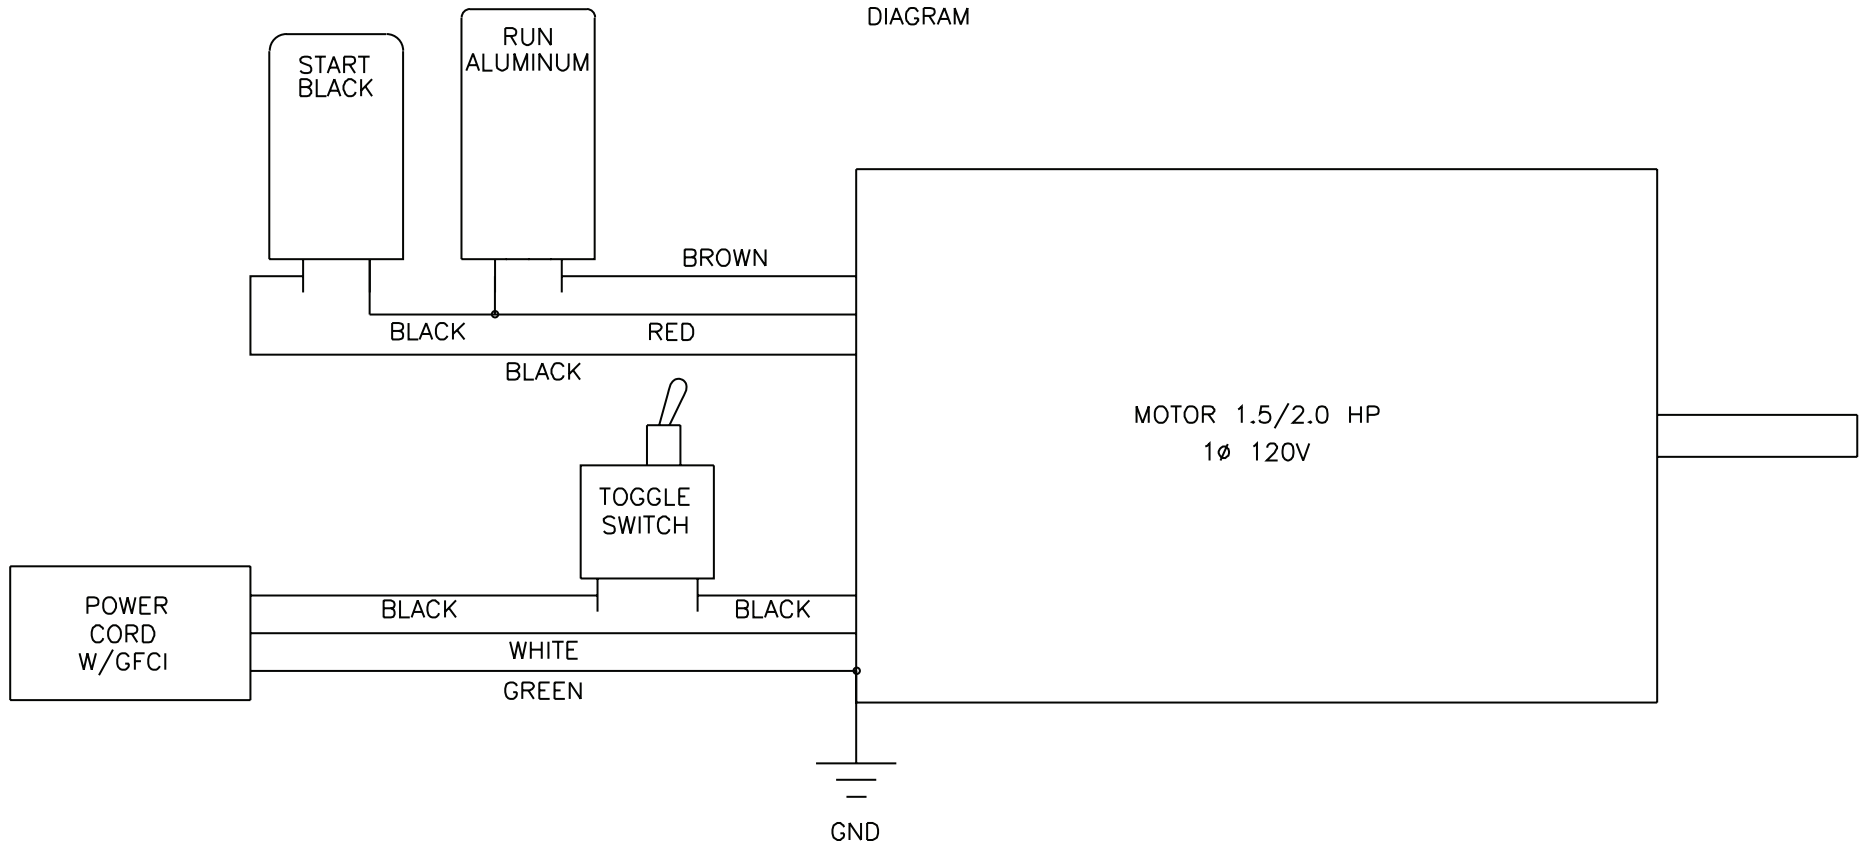 DIAGRAM
RUN
ALUMINUM
START
BLACK
BROWN
BLACK
RED
BLACK
MOTOR 1.5/2.0 HP
1ø 120V
TOGGLE
SWITCH
POWER
CORD
W/GFCI
BLACK
BLACK
WHITE
GREEN
GND